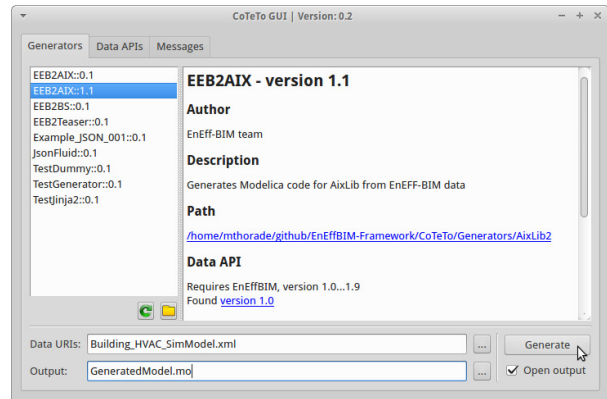 CoTeTo GUI | Version: 0.2
Generators Data APIs Messages
EEB2AIX::0.1
EEB2AIX::1.1
EEB2BS::0.1
EEB2Teaser::0.1
Example_JSON_001::0.1
JsonFluid::0.1
TestDummy::0.1
TestGenerator::0.1
TestJinja2::0.1
EEB2AIX - version 1.1
Author
EnEff-BIM team
Description
Generates Modelica code for AixLib from EnEFF-BIM data
Path
/home/mthorade/github/EnEffBIM-Framework/CoTeTo/Generators/AixLib2
Data API
Requires EnEffBIM, version 1.0...1.9
Found version 1.0
Data URIs: Building_HVAC_SimModel.xml ... Generate
Output: GeneratedModel.mo ... Open output